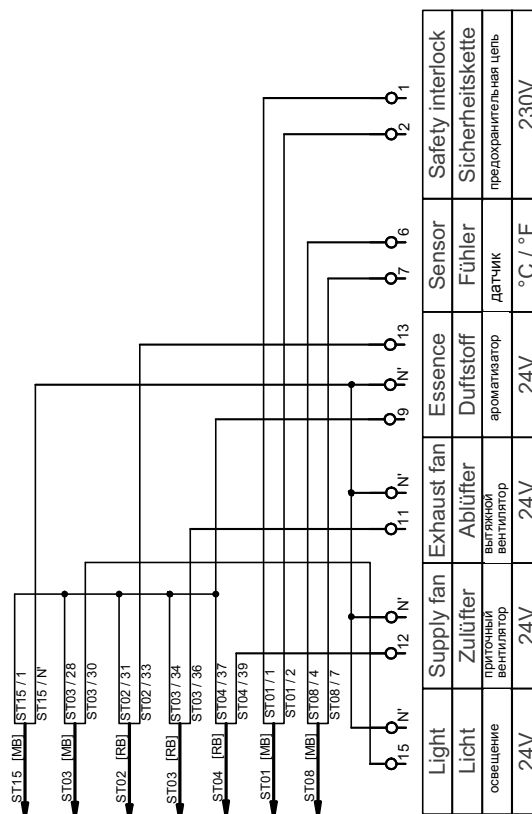 1
2
6
7
13
N'
9
N'
11
N'
12
N'
15
Safety interlock
Sicherheitskette
предохранительная цепь
230V
Sensor
Fühler
датчик
°C / °F
Essence
Duftstoff
ароматизатор
24V
Exhaust fan
Ablüfter
вытяжной
вентилятор
24V
Supply fan
Zulüfter
приточный
вентилятор
24V
Light
Licht
освещение
24V
ST15 / 1
ST15 / N'
ST03 / 28
ST03 / 30
ST02 / 31
ST02 / 33
ST03 / 34
ST03 / 36
ST04 / 37
ST04 / 39
ST01 / 1
ST01 / 2
ST08 / 4
ST08 / 7
ST15 [MB]
ST03 [MB]
ST02 [RB]
ST03 [RB]
ST04 [RB]
ST01 [MB]
ST08 [MB]